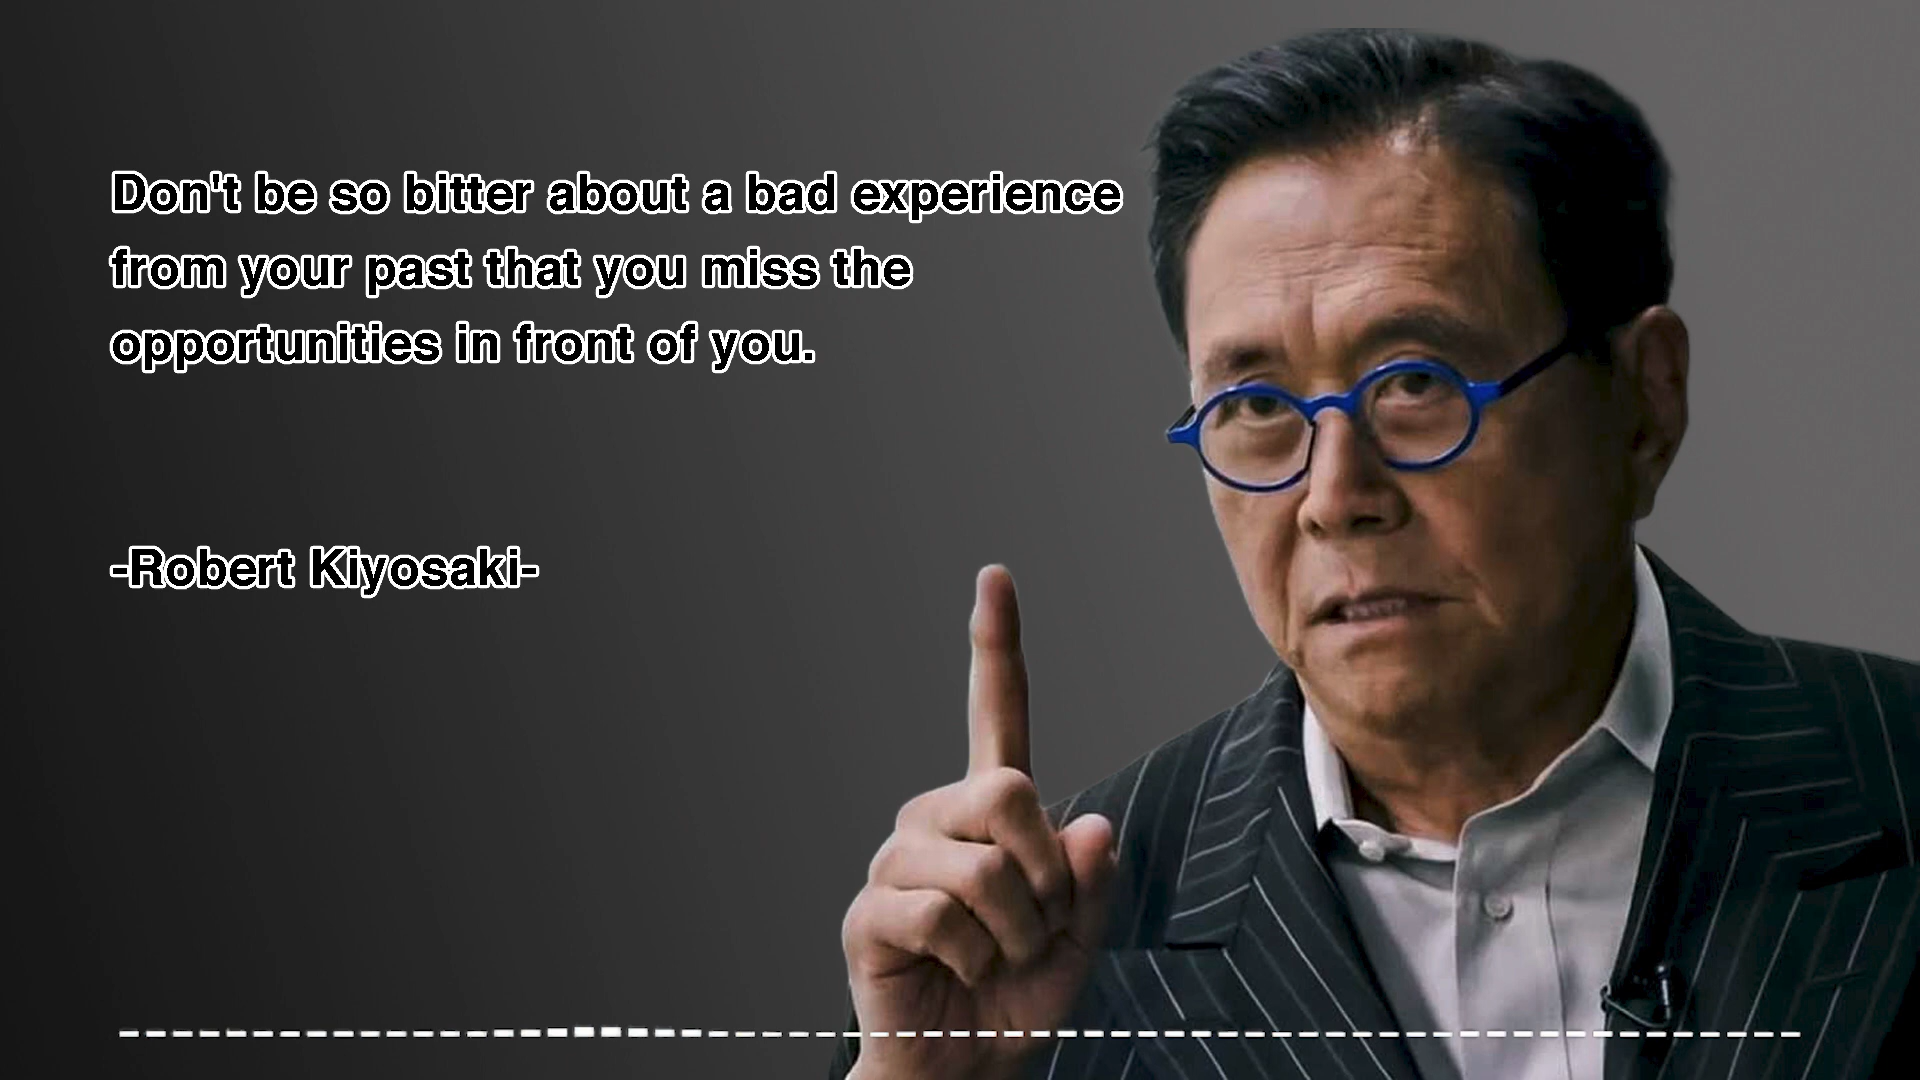 Don't be so bitter about a bad experience
from your past that you miss the
opportunities in front of you.
-Robert Kiyosaki-